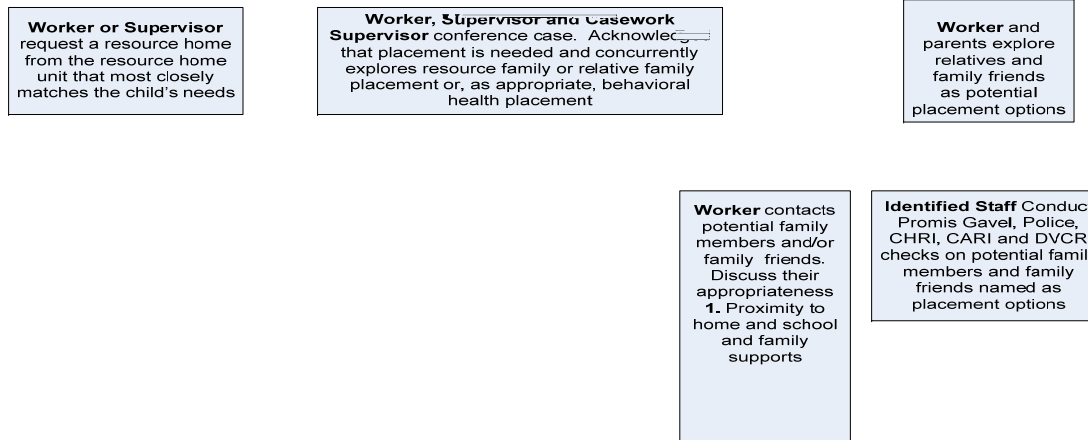 Worker or Supervisor
request a resource home
from the resource home
unit that most closely
matches the child's needs
Worker, Supervisor and Casework
Supervisor conference case. Acknowledges
that placement is needed and concurrently
explores resource family or relative family
placement or, as appropriate, behavioral
health placement
Worker and
parents explore
relatives and
family friends
as potential
placement options
Worker contacts
potential family
members and/or
family friends.
Discuss their
appropriateness
1. Proximity to
home and school
and family
supports
Identified Staff Conduc
Promis Gavel, Police,
CHRI, CARI and DVCR
checks on potential famil
members and family
friends named as
placement options